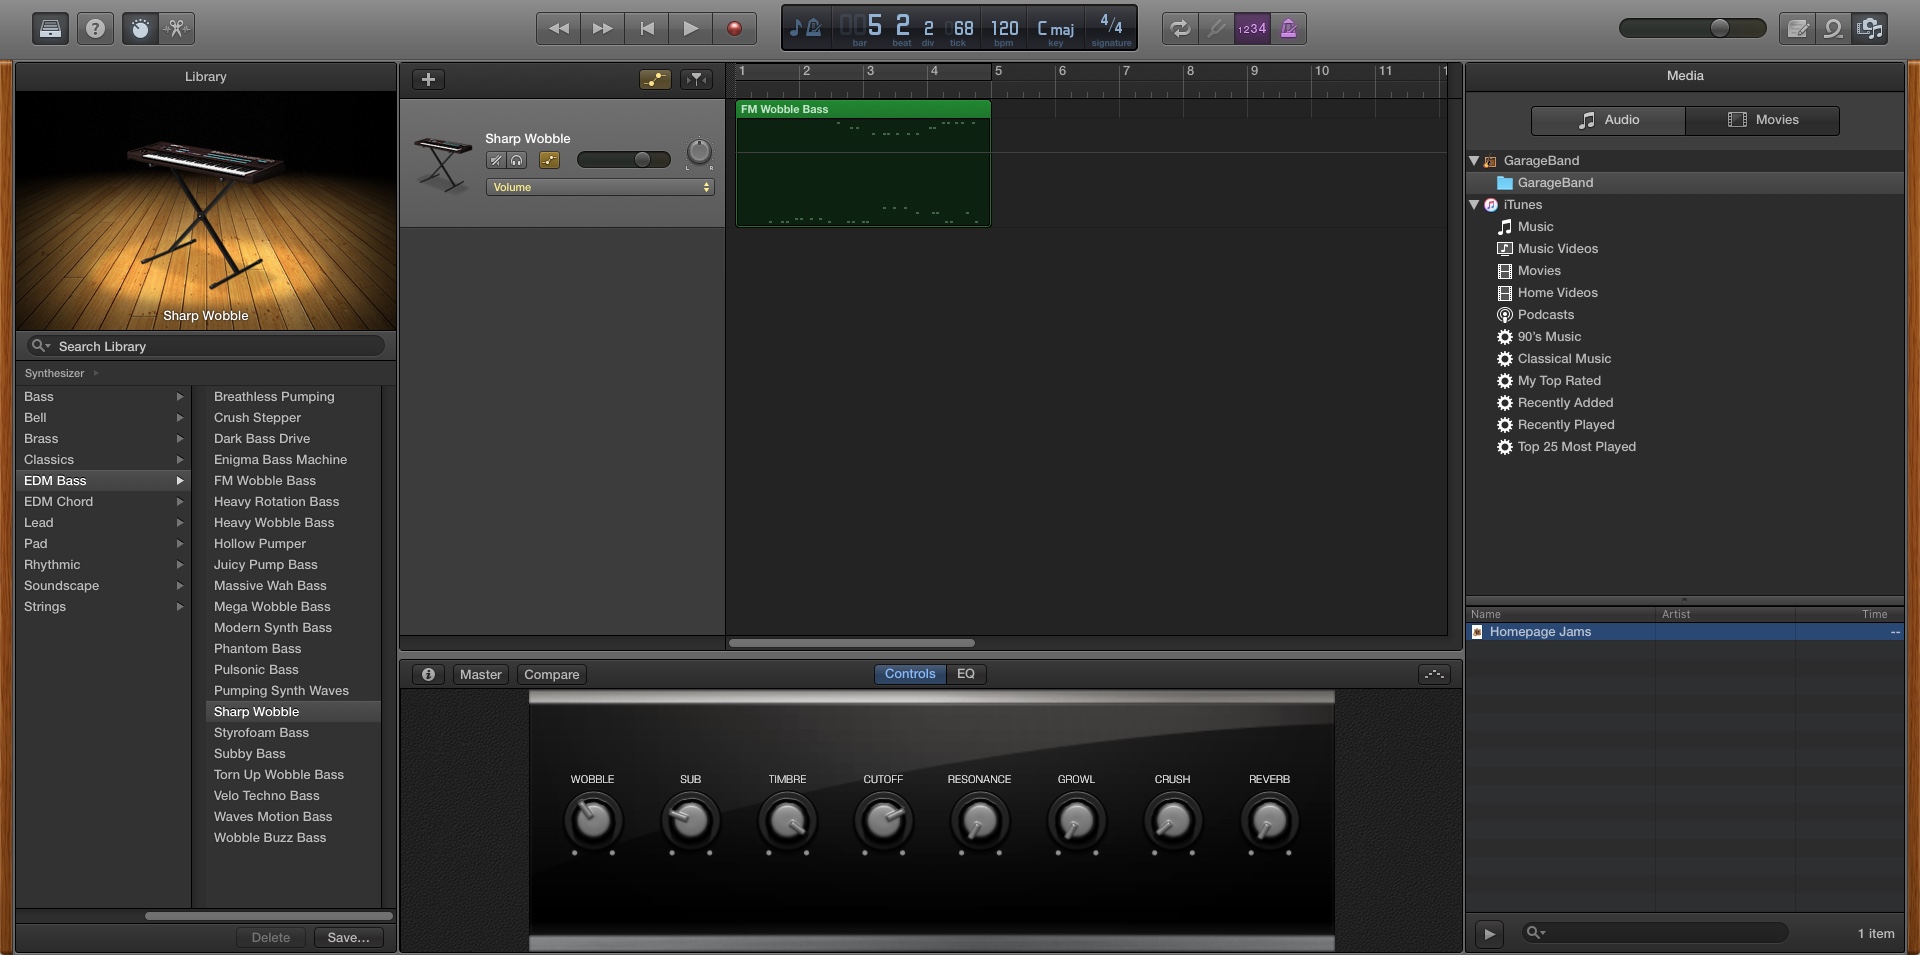 5 2 2 68 120 C maj 4/4
bar beat div tick bpm key signature
1234
Library
Sharp Wobble
Search Library
Synthesizer
Bass
Bell
Brass
Classics
EDM Bass
EDM Chord
Lead
Pad
Rhythmic
Soundscape
Strings
Breathless Pumping
Crush Stepper
Dark Bass Drive
Enigma Bass Machine
FM Wobble Bass
Heavy Rotation Bass
Heavy Wobble Bass
Hollow Pumper
Juicy Pump Bass
Massive Wah Bass
Mega Wobble Bass
Modern Synth Bass
Phantom Bass
Pulsonic Bass
Pumping Synth Waves
Sharp Wobble
Styrofoam Bass
Subby Bass
Torn Up Wobble Bass
Velo Techno Bass
Waves Motion Bass
Wobble Buzz Bass
Delete Save...
1 2 3 4 5 6 7 8 9 10 11 1
Sharp Wobble
L R
Volume
FM Wobble Bass
Master Compare Controls EQ
WOBBLE SUB TIMBRE CUTOFF RESONANCE GROWL CRUSH REVERB
Media
Audio Movies
GarageBand
GarageBand
iTunes
Music
Music Videos
Movies
Home Videos
Podcasts
90's Music
Classical Music
My Top Rated
Recently Added
Recently Played
Top 25 Most Played
Name Artist Time
Homepage Jams --
1 item